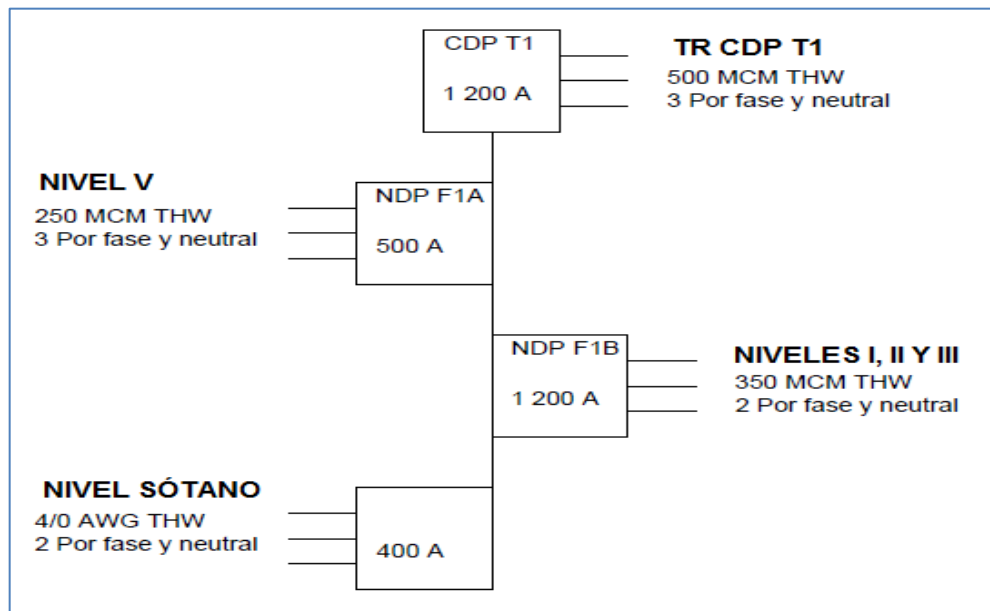 CDP T1
1 200 A
TR CDP T1
500 MCM THW
3 Por fase y neutral
NIVEL V
250 MCM THW
3 Por fase y neutral
NDP F1A
500 A
NDP F1B
1 200 A
NIVELES I, II Y III
350 MCM THW
2 Por fase y neutral
NIVEL SÓTANO
4/0 AWG THW
2 Por fase y neutral
400 A